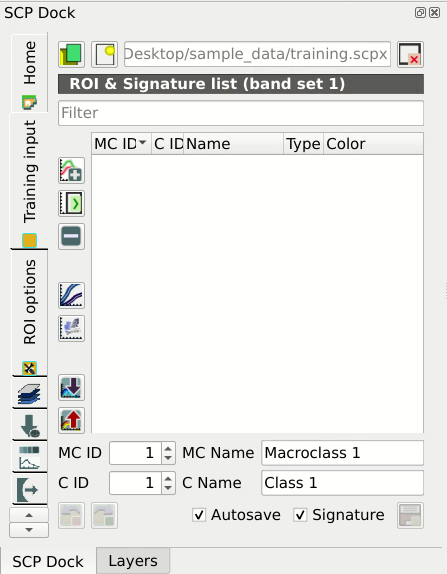 SCP Dock
Home
Training input
ROI options
Desktop/sample_data/training.scpx
ROI & Signature list (band set 1)
Filter
MC ID C ID Name Type Color
MC ID 1 MC Name Macroclass 1
C ID 1 C Name Class 1
Autosave Signature
SCP Dock Layers